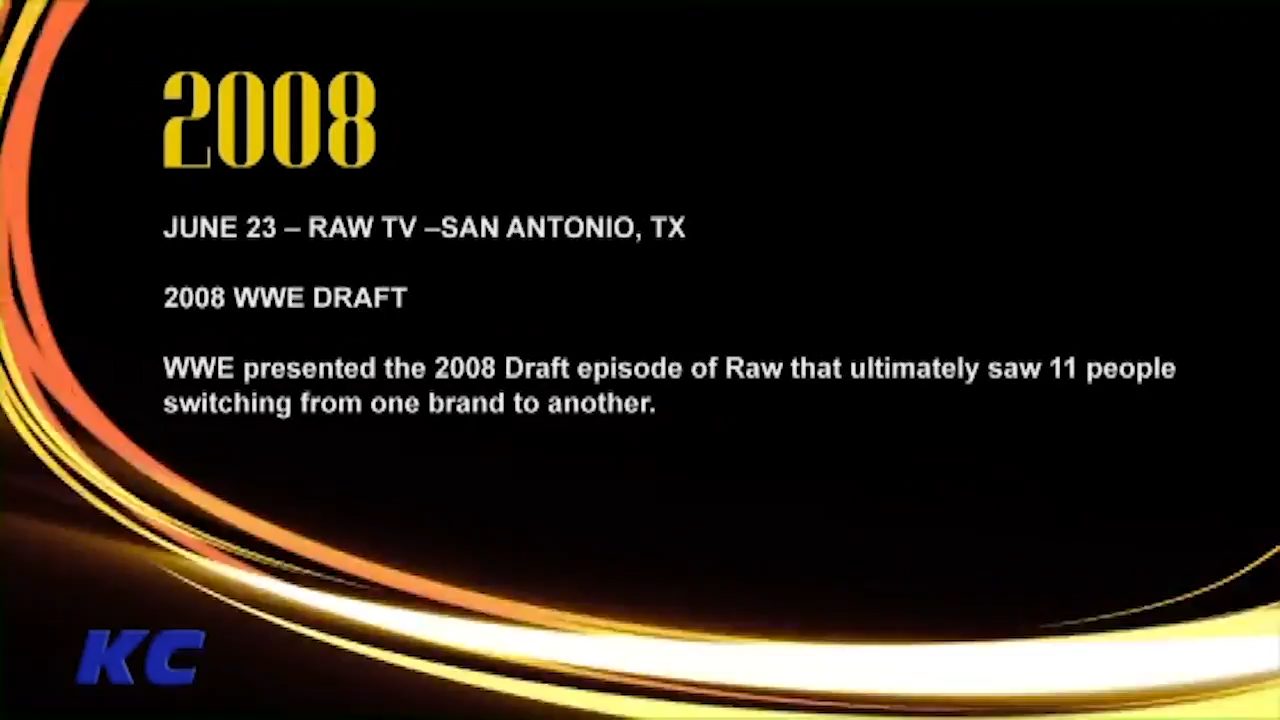 2008
JUNE 23 – RAW TV –SAN ANTONIO, TX
2008 WWE DRAFT
WWE presented the 2008 Draft episode of Raw that ultimately saw 11 people
switching from one brand to another.
KC